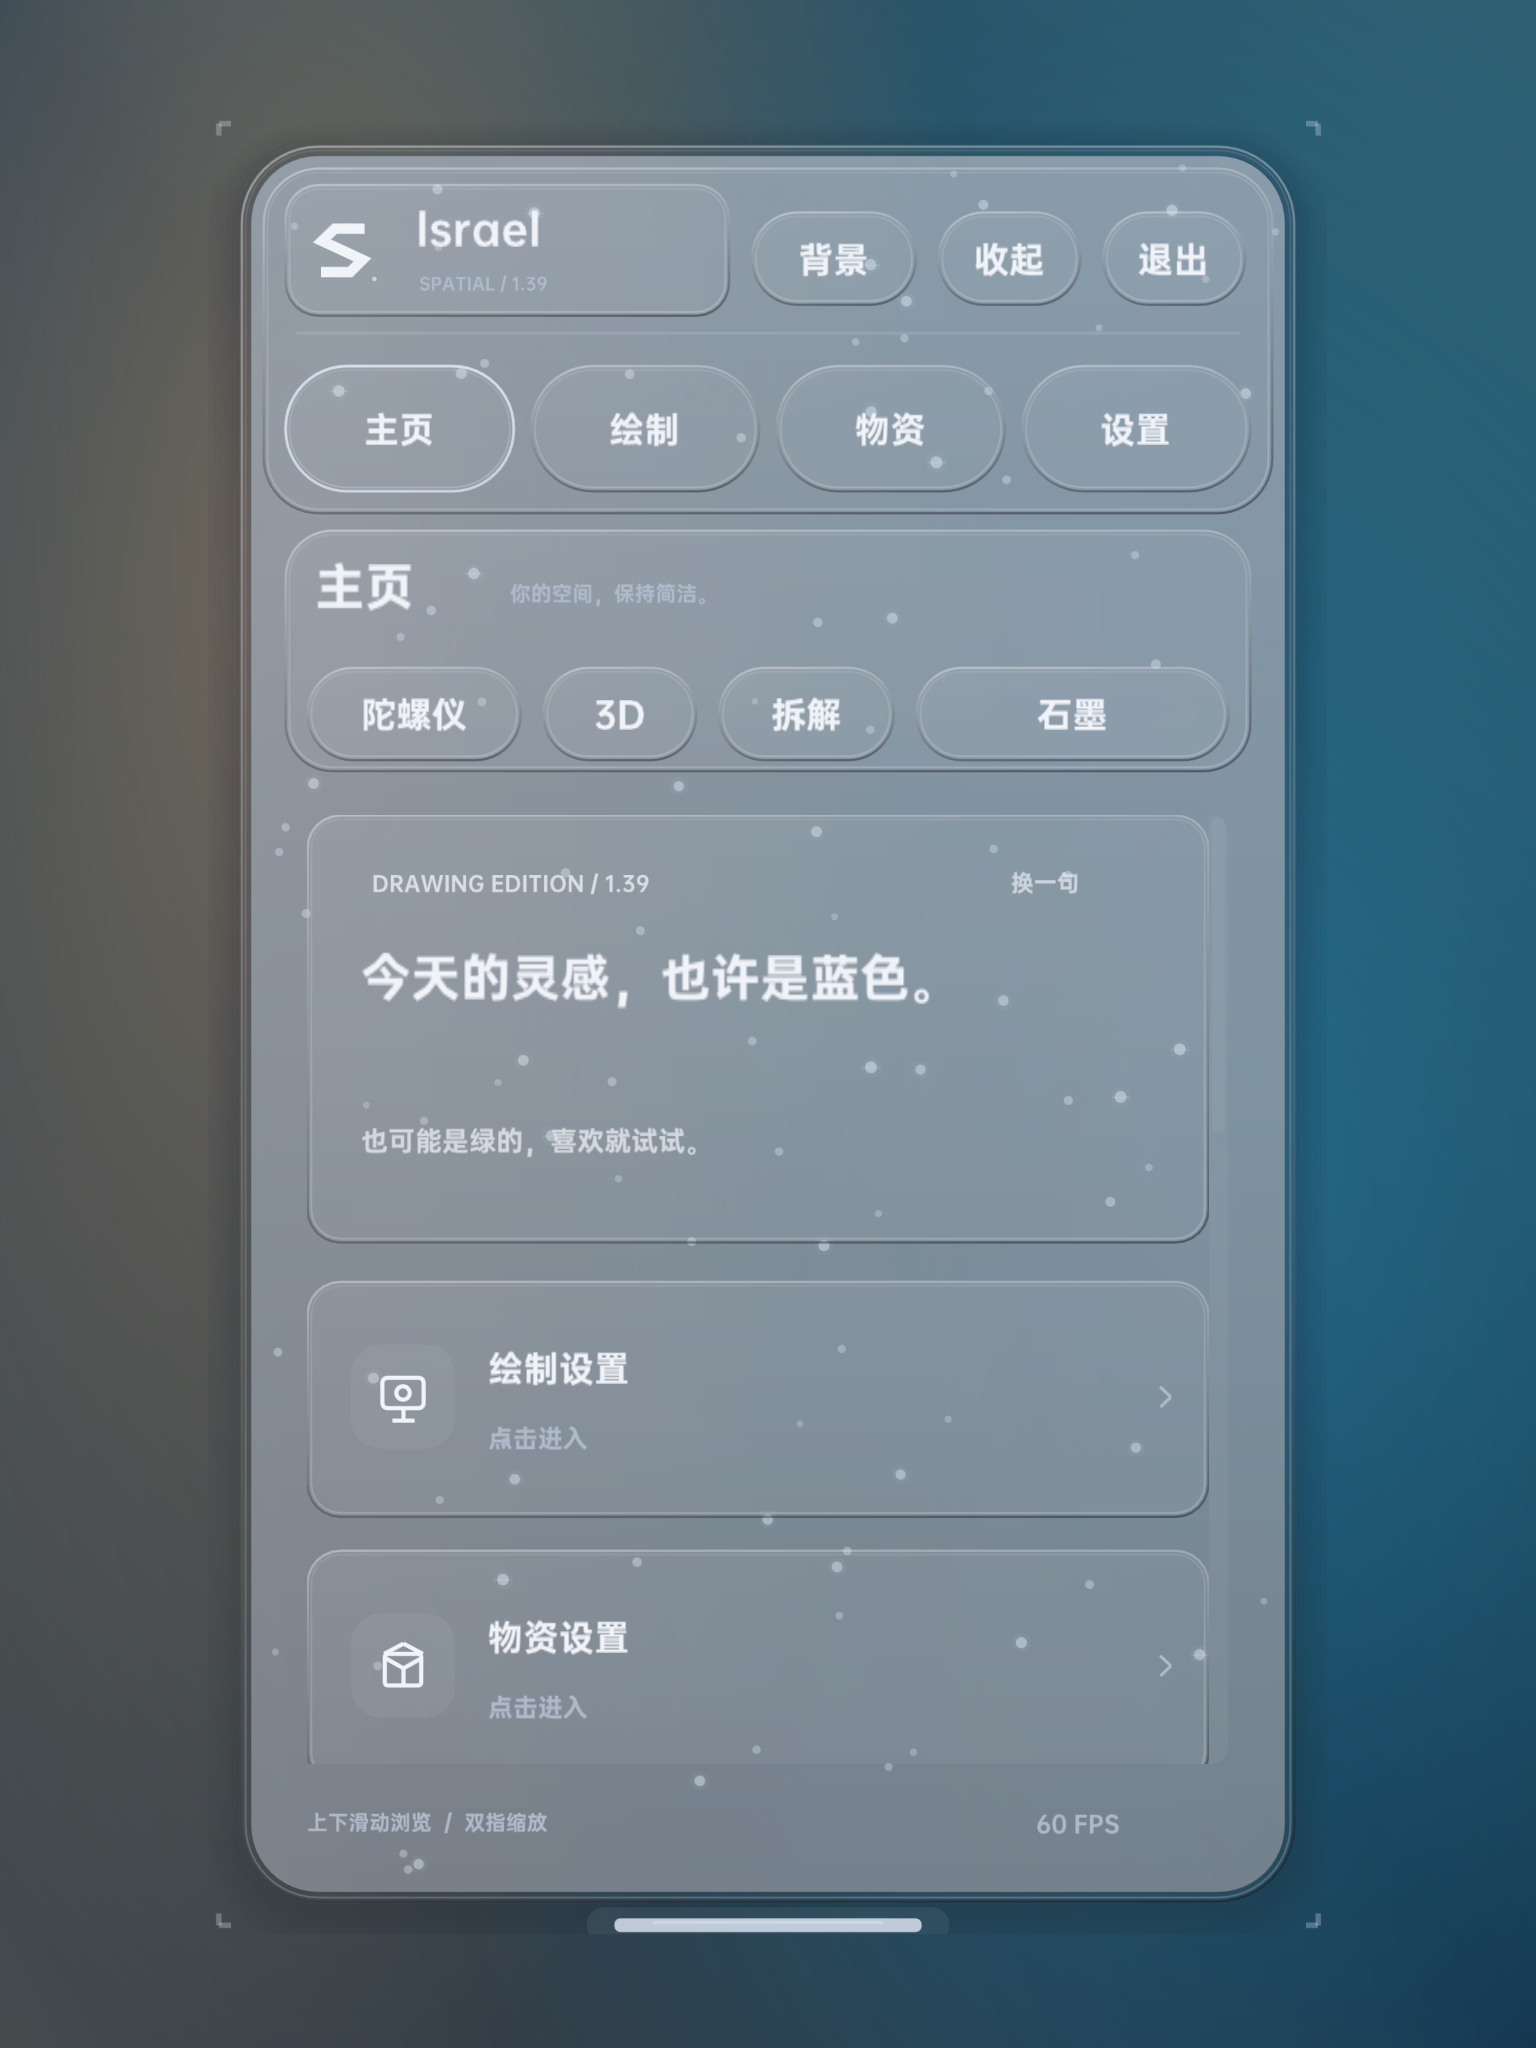 Israel
SPATIAL / 1.39
背景
收起
退出
主页
绘制
物资
设置
主页
你的空间，保持简洁。
陀螺仪
3D
拆解
石墨
DRAWING EDITION / 1.39
换一句
今天的灵感，也许是蓝色。
也可能是绿的，喜欢就试试。
绘制设置
点击进入
物资设置
点击进入
上下滑动浏览 / 双指缩放
60 FPS